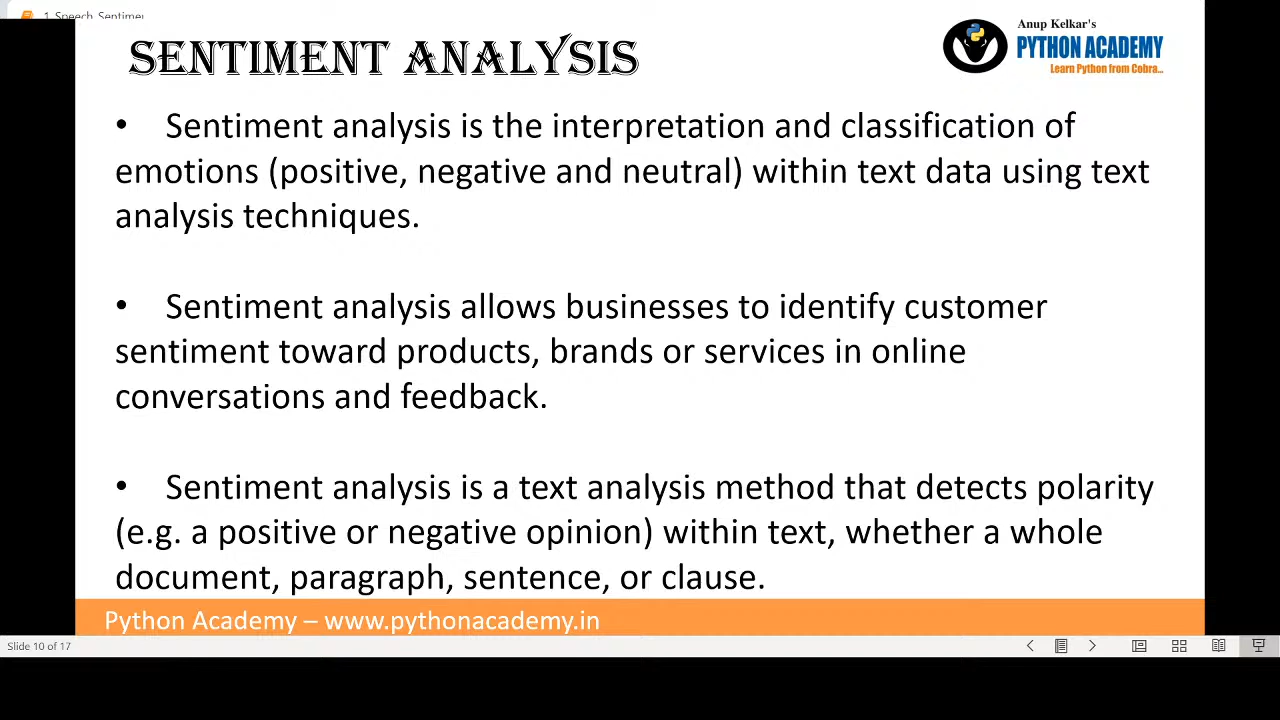 1_Speech_Sentimer
SENTIMENT ANALYSIS
Anup Kelkar's
PYTHON ACADEMY
Learn Python from Cobra...
• Sentiment analysis is the interpretation and classification of
emotions (positive, negative and neutral) within text data using text
analysis techniques.
• Sentiment analysis allows businesses to identify customer
sentiment toward products, brands or services in online
conversations and feedback.
• Sentiment analysis is a text analysis method that detects polarity
(e.g. a positive or negative opinion) within text, whether a whole
document, paragraph, sentence, or clause.
Python Academy – www.pythonacademy.in
Slide 10 of 17